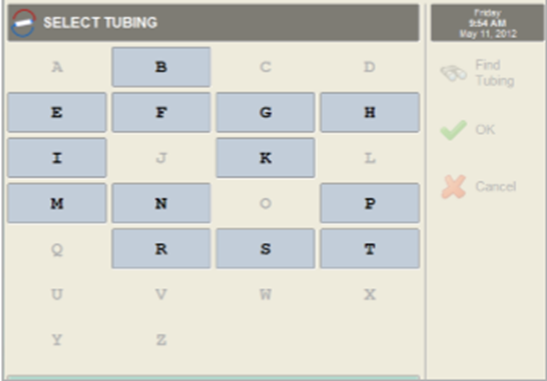 SELECT TUBING
Friday
9:54 AM
May 11, 2012
A B C D
E F G H
I J K L
M N O P
Q R S T
U V W X
Y Z
Find
Tubing
OK
Cancel